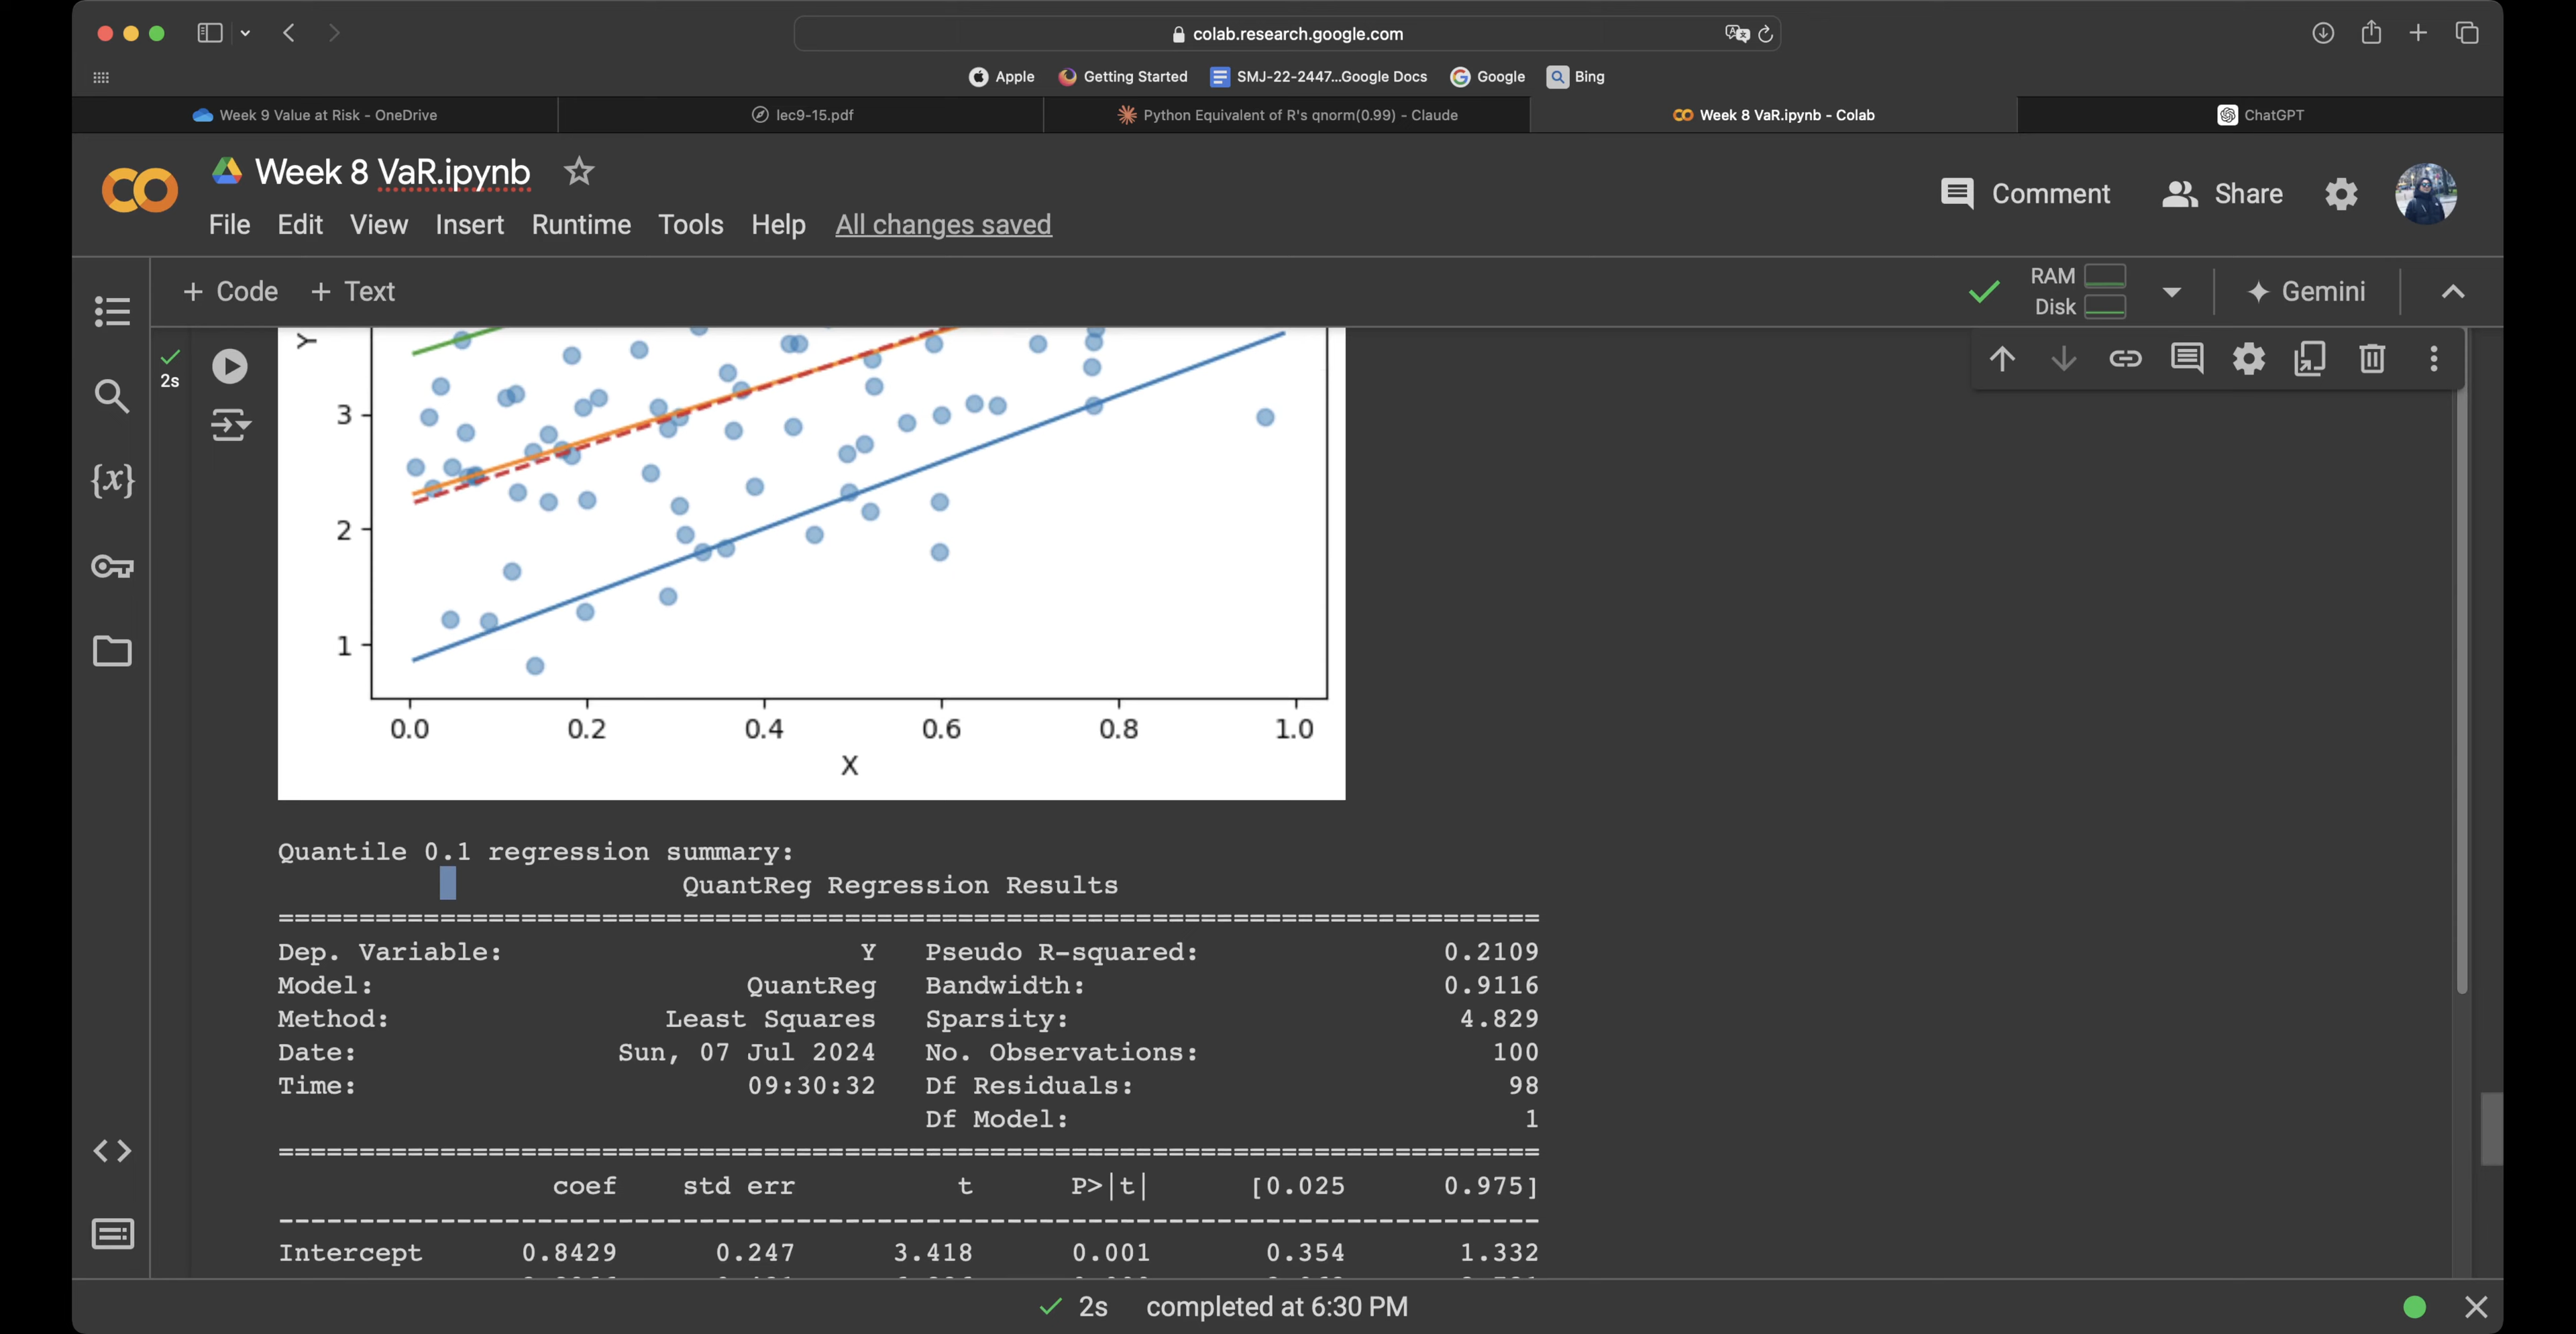 colab.research.google.com
Apple Getting Started SMJ-22-2447...Google Docs Google Bing
Week 9 Value at Risk - OneDrive lec9-15.pdf Python Equivalent of R's qnorm(0.99) - Claude Week 8 VaR.ipynb - Colab ChatGPT
Week 8 VaR.ipynb
Comment Share
File Edit View Insert Runtime Tools Help All changes saved
+ Code + Text
RAM
Disk
Gemini
2s
{x}
Y
3
2
1
0.0 0.2 0.4 0.6 0.8 1.0
X
Quantile 0.1 regression summary:
QuantReg Regression Results
==============================================================================
Dep. Variable: Y Pseudo R-squared: 0.2109
Model: QuantReg Bandwidth: 0.9116
Method: Least Squares Sparsity: 4.829
Date: Sun, 07 Jul 2024 No. Observations: 100
Time: 09:30:32 Df Residuals: 98
Df Model: 1
==============================================================================
coef std err t P>|t| [0.025 0.975]
------------------------------------------------------------------------------
Intercept 0.8429 0.247 3.418 0.001 0.354 1.332
2s completed at 6:30 PM